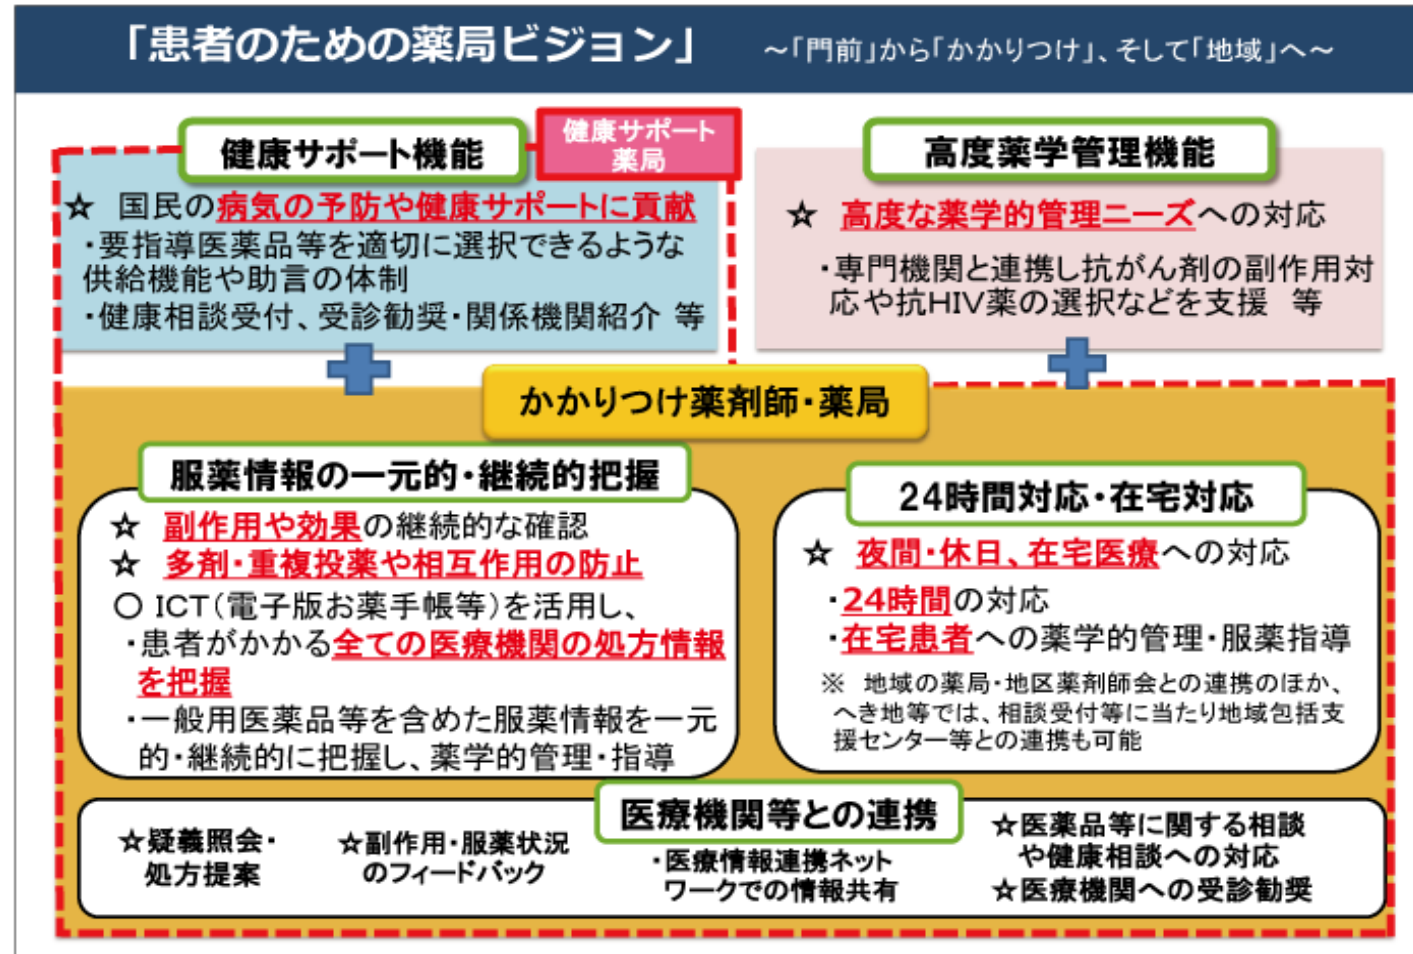 「患者のための薬局ビジョン」 ～「門前」から「かかりつけ」、そして「地域」へ～
健康サポート機能
健康サポート
薬局
☆ 国民の病気の予防や健康サポートに貢献
・要指導医薬品等を適切に選択できるような
供給機能や助言の体制
・健康相談受付、受診勧奨・関係機関紹介 等
高度薬学管理機能
☆ 高度な薬学的管理ニーズへの対応
・専門機関と連携し抗がん剤の副作用対
応や抗HIV薬の選択などを支援 等
かかりつけ薬剤師・薬局
服薬情報の一元的・継続的把握
☆ 副作用や効果の継続的な確認
☆ 多剤・重複投薬や相互作用の防止
○ ICT（電子版お薬手帳等）を活用し、
・患者がかかる全ての医療機関の処方情報
を把握
・一般用医薬品等を含めた服薬情報を一元
的・継続的に把握し、薬学的管理・指導
24時間対応・在宅対応
☆ 夜間・休日、在宅医療への対応
・24時間の対応
・在宅患者への薬学的管理・服薬指導
※ 地域の薬局・地区薬剤師会との連携のほか、
へき地等では、相談受付等に当たり地域包括支
援センター等との連携も可能
医療機関等との連携
☆疑義照会・
処方提案
☆副作用・服薬状況
のフィードバック
・医療情報連携ネット
ワークでの情報共有
☆医薬品等に関する相談
や健康相談への対応
☆医療機関への受診勧奨